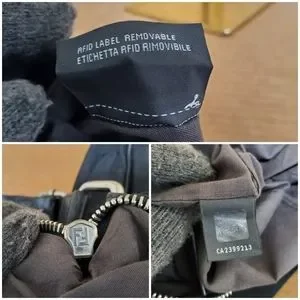 RFID LABEL REMOVABLE
ETICHETTA RFID RIMOVIBILE
CA2399213